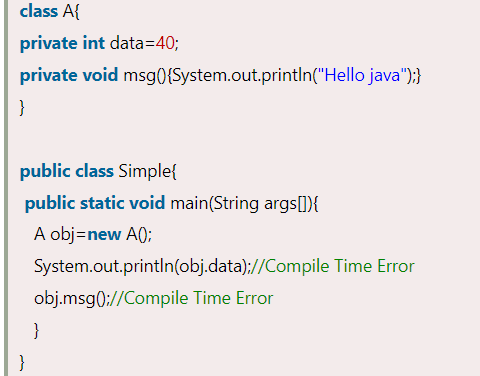 class A{
private int data=40;
private void msg(){System.out.println("Hello java");}
}
public class Simple{
public static void main(String args[]){
A obj=new A();
System.out.println(obj.data);//Compile Time Error
obj.msg();//Compile Time Error
}
}